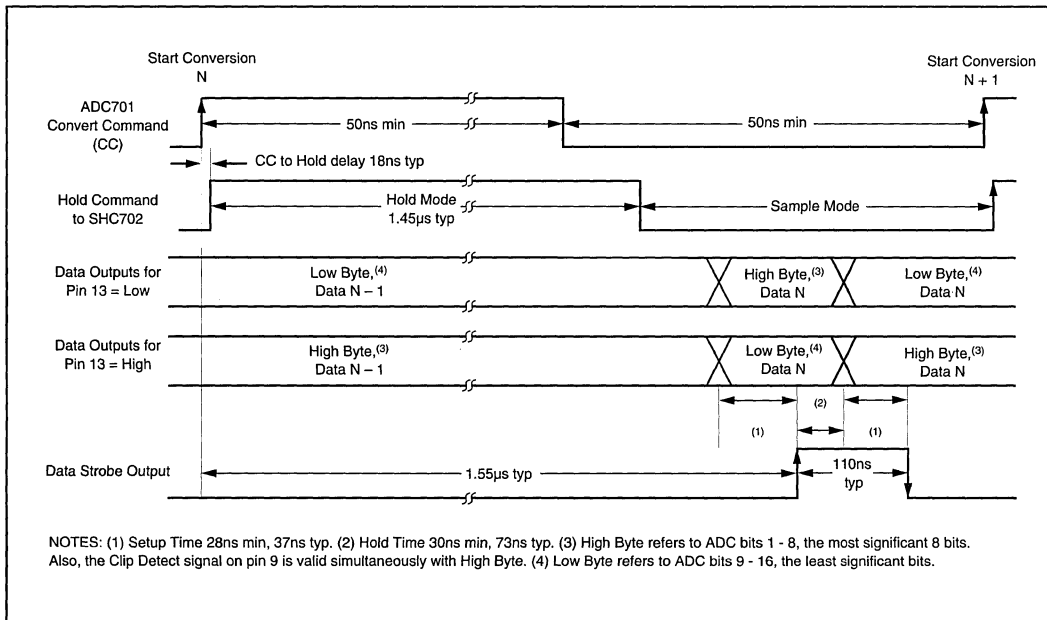 Start Conversion
N
Start Conversion
N + 1
ADC701
Convert Command
(CC)
50ns min
50ns min
CC to Hold delay 18ns typ
Hold Command
to SHC702
Hold Mode
1.45µs typ
Sample Mode
Data Outputs for
Pin 13 = Low
Low Byte,(4)
Data N – 1
High Byte,(3)
Data N
Low Byte,(4)
Data N
Data Outputs for
Pin 13 = High
High Byte,(3)
Data N – 1
Low Byte,(4)
Data N
High Byte,(3)
Data N
(2)
(1)
(1)
Data Strobe Output
1.55µs typ
110ns
typ
NOTES: (1) Setup Time 28ns min, 37ns typ. (2) Hold Time 30ns min, 73ns typ. (3) High Byte refers to ADC bits 1 - 8, the most significant 8 bits.
Also, the Clip Detect signal on pin 9 is valid simultaneously with High Byte. (4) Low Byte refers to ADC bits 9 - 16, the least significant bits.